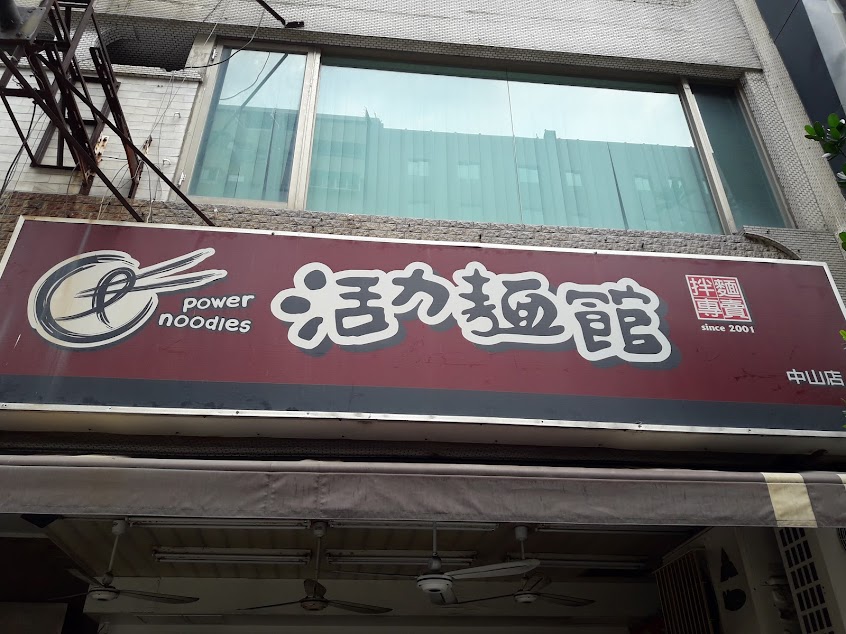 power
noodles
活力麵館
拌麵
專賣
since 2001
中山店